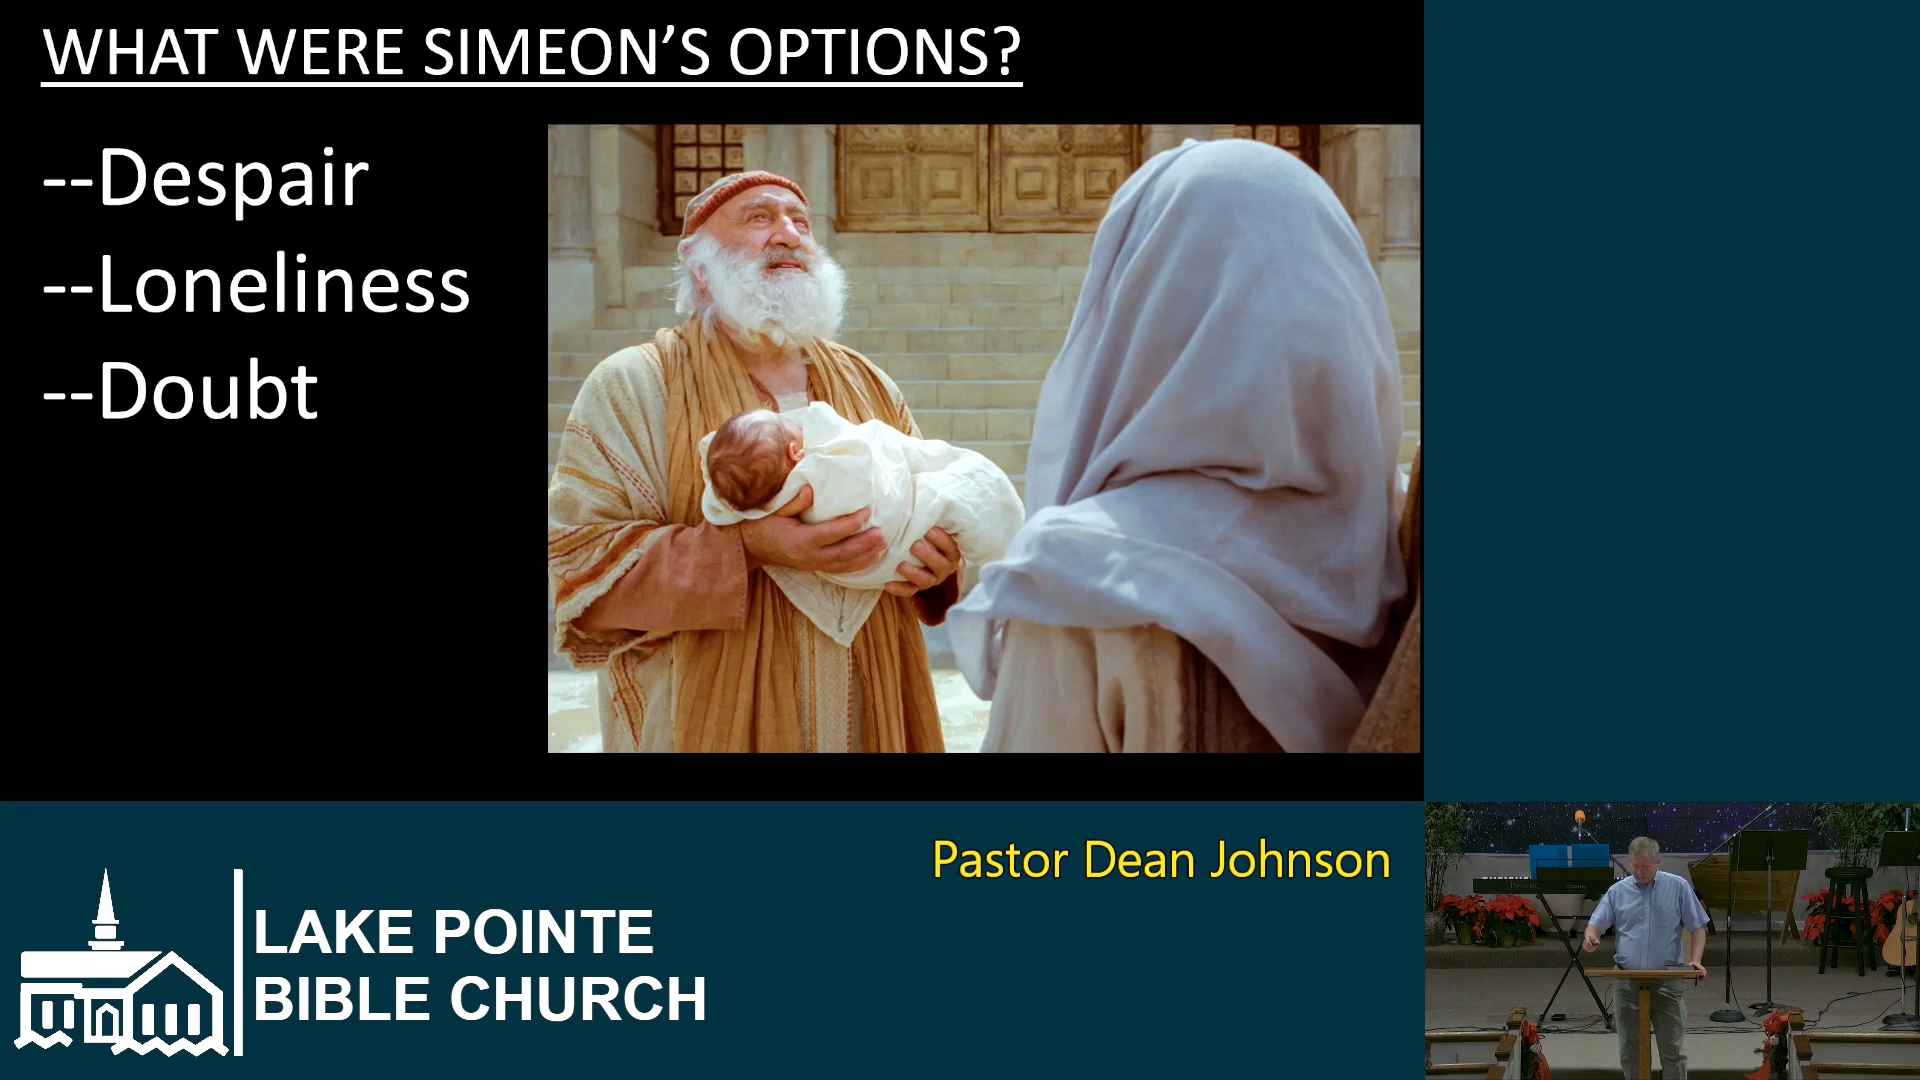 WHAT WERE SIMEON’S OPTIONS?
--Despair
--Loneliness
--Doubt
Pastor Dean Johnson
LAKE POINTE
BIBLE CHURCH